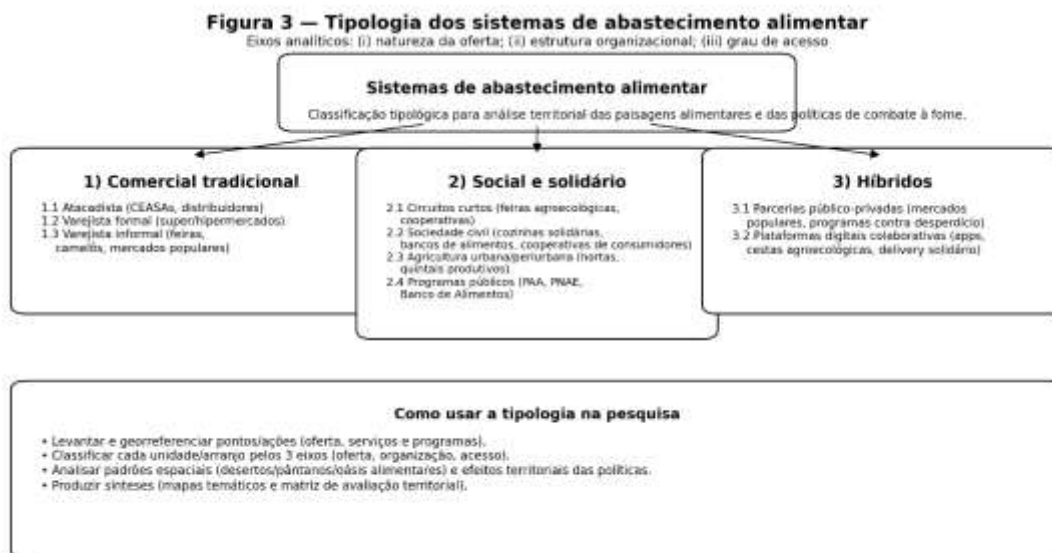 Figura 3 — Tipologia dos sistemas de abastecimento alimentar
Eixos analíticos: (i) natureza da oferta; (ii) estrutura organizacional; (iii) grau de acesso
Sistemas de abastecimento alimentar
Classificação tipológica para análise territorial das paisagens alimentares e das políticas de combate à fome.
1) Comercial tradicional
1.1 Atacadista (CEASAs, distribuidores)
1.2 Varejista formal (super/hipermercados)
1.3 Varejista informal (feiras,
camelôs, mercados populares)
2) Social e solidário
2.1 Circuitos curtos (feiras agroecológicas,
cooperativas)
2.2 Sociedade civil (cozinhas solidárias,
bancos de alimentos, cooperativas de consumidores)
2.3 Agricultura urbana/periurbana (hortas,
quintais produtivos)
2.4 Programas públicos (PAA, PNAE,
Banco de Alimentos)
3) Híbridos
3.1 Parcerias público-privadas (mercados
populares, programas contra desperdício)
3.2 Plataformas digitais colaborativas (apps,
cestas agroecológicas, delivery solidário)
Como usar a tipologia na pesquisa
• Levantar e georreferenciar pontos/ações (oferta, serviços e programas).
• Classificar cada unidade/arranjo pelos 3 eixos (oferta, organização, acesso).
• Analisar padrões espaciais (desertos/pântanos/oásis alimentares) e efeitos territoriais das políticas.
• Produzir sínteses (mapas temáticos e matriz de avaliação territorial).